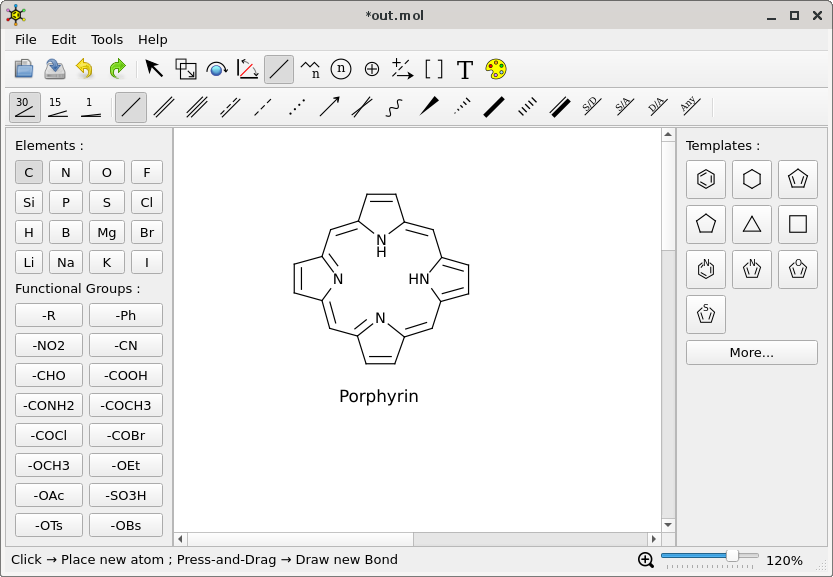 *out.mol
File Edit Tools Help
n n T
30 15 1 S/D S/A D/A Any
Elements : Templates :
C N O F
Si P S Cl
H B Mg Br
Li Na K I
Functional Groups :
-R -Ph
-NO2 -CN
-CHO -COOH
-CONH2 -COCH3
-COCl -COBr
-OCH3 -OEt
-OAc -SO3H
-OTs -OBs
N
H
N HN
N
Porphyrin
N N O
S
More...
Click → Place new atom ; Press-and-Drag → Draw new Bond 120%